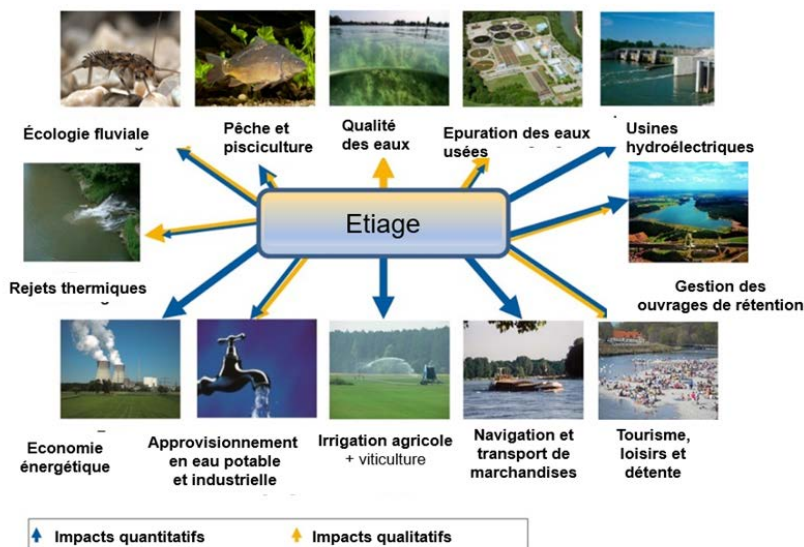 Écologie fluviale
Pêche et
pisciculture
Qualité
des eaux
Epuration des eaux
usées
Usines
hydroélectriques
Etiage
Rejets thermiques
Gestion des
ouvrages de rétention
Economie
énergétique
Approvisionnement
en eau potable
et industrielle
Irrigation agricole
+ viticulture
Navigation et
transport de
marchandises
Tourisme,
loisirs et
détente
Impacts quantitatifs
Impacts qualitatifs